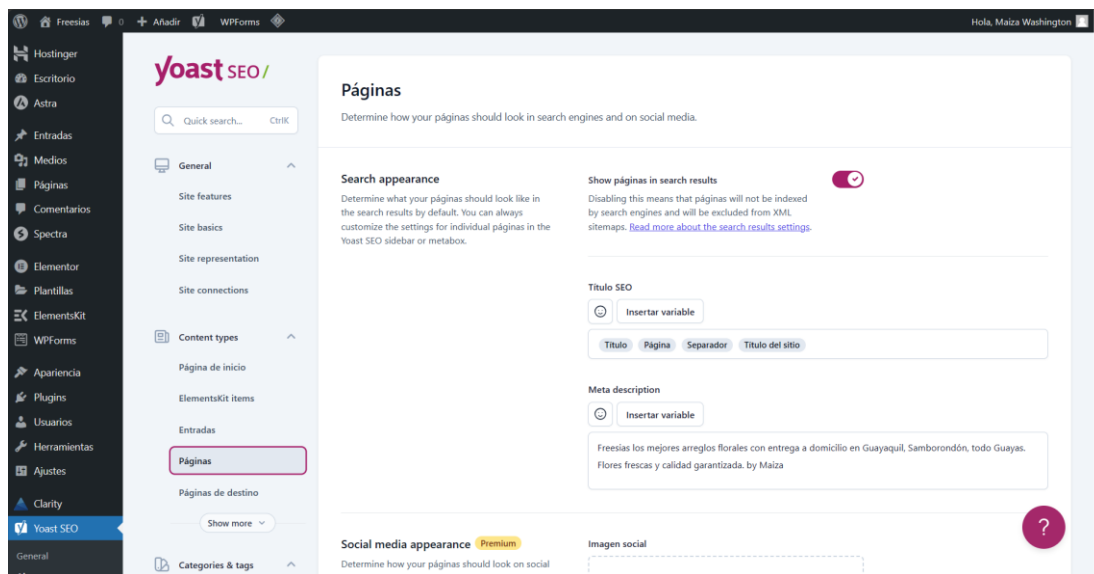 Freesias 0 Añadir WPForms Hola, Maiza Washington
Hostinger
Escritorio
Astra
Entradas
Medios
Páginas
Comentarios
Spectra
Elementor
Plantillas
ElementsKit
WPForms
Apariencia
Plugins
Usuarios
Herramientas
Ajustes
Clarity
Yoast SEO
General
yoast SEO/
Quick search... CtrlK
General
Site features
Site basics
Site representation
Site connections
Content types
Página de inicio
ElementsKit items
Entradas
Páginas
Páginas de destino
Show more
Categories & tags
Páginas
Determine how your páginas should look in search engines and on social media.
Search appearance
Determine what your páginas should look like in
the search results by default. You can always
customize the settings for individual páginas in the
Yoast SEO sidebar or metabox.
Show páginas in search results
Disabling this means that páginas will not be indexed
by search engines and will be excluded from XML
sitemaps. Read more about the search results settings.
Título SEO
Insertar variable
Título Página Separador Título del sitio
Meta description
Insertar variable
Freesias los mejores arreglos florales con entrega a domicilio en Guayaquil, Samborondón, todo Guayas.
Flores frescas y calidad garantizada. by Maiza
?
Social media appearance Premium
Determine how your páginas should look on social
Imagen social